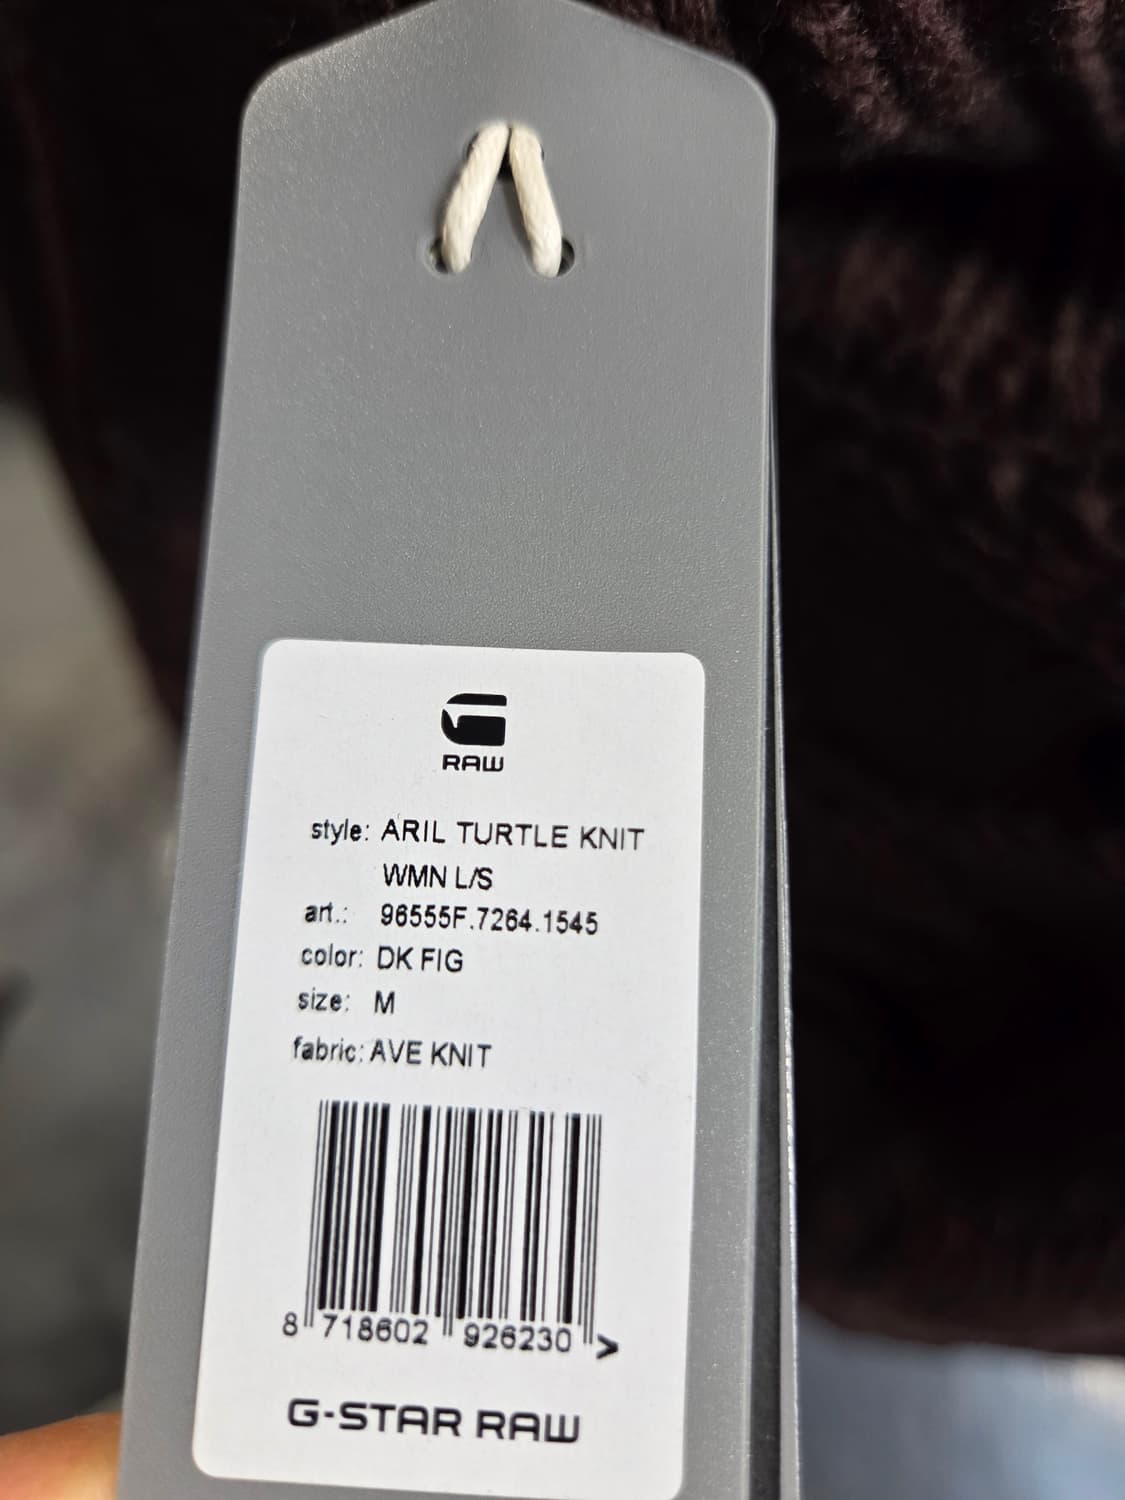 RAW
style: ARIL TURTLE KNIT
WMN L/S
art.: 96555F.7264.1545
color: DK FIG
size: M
fabric: AVE KNIT
8 718602 926230 >
G-STAR RAW